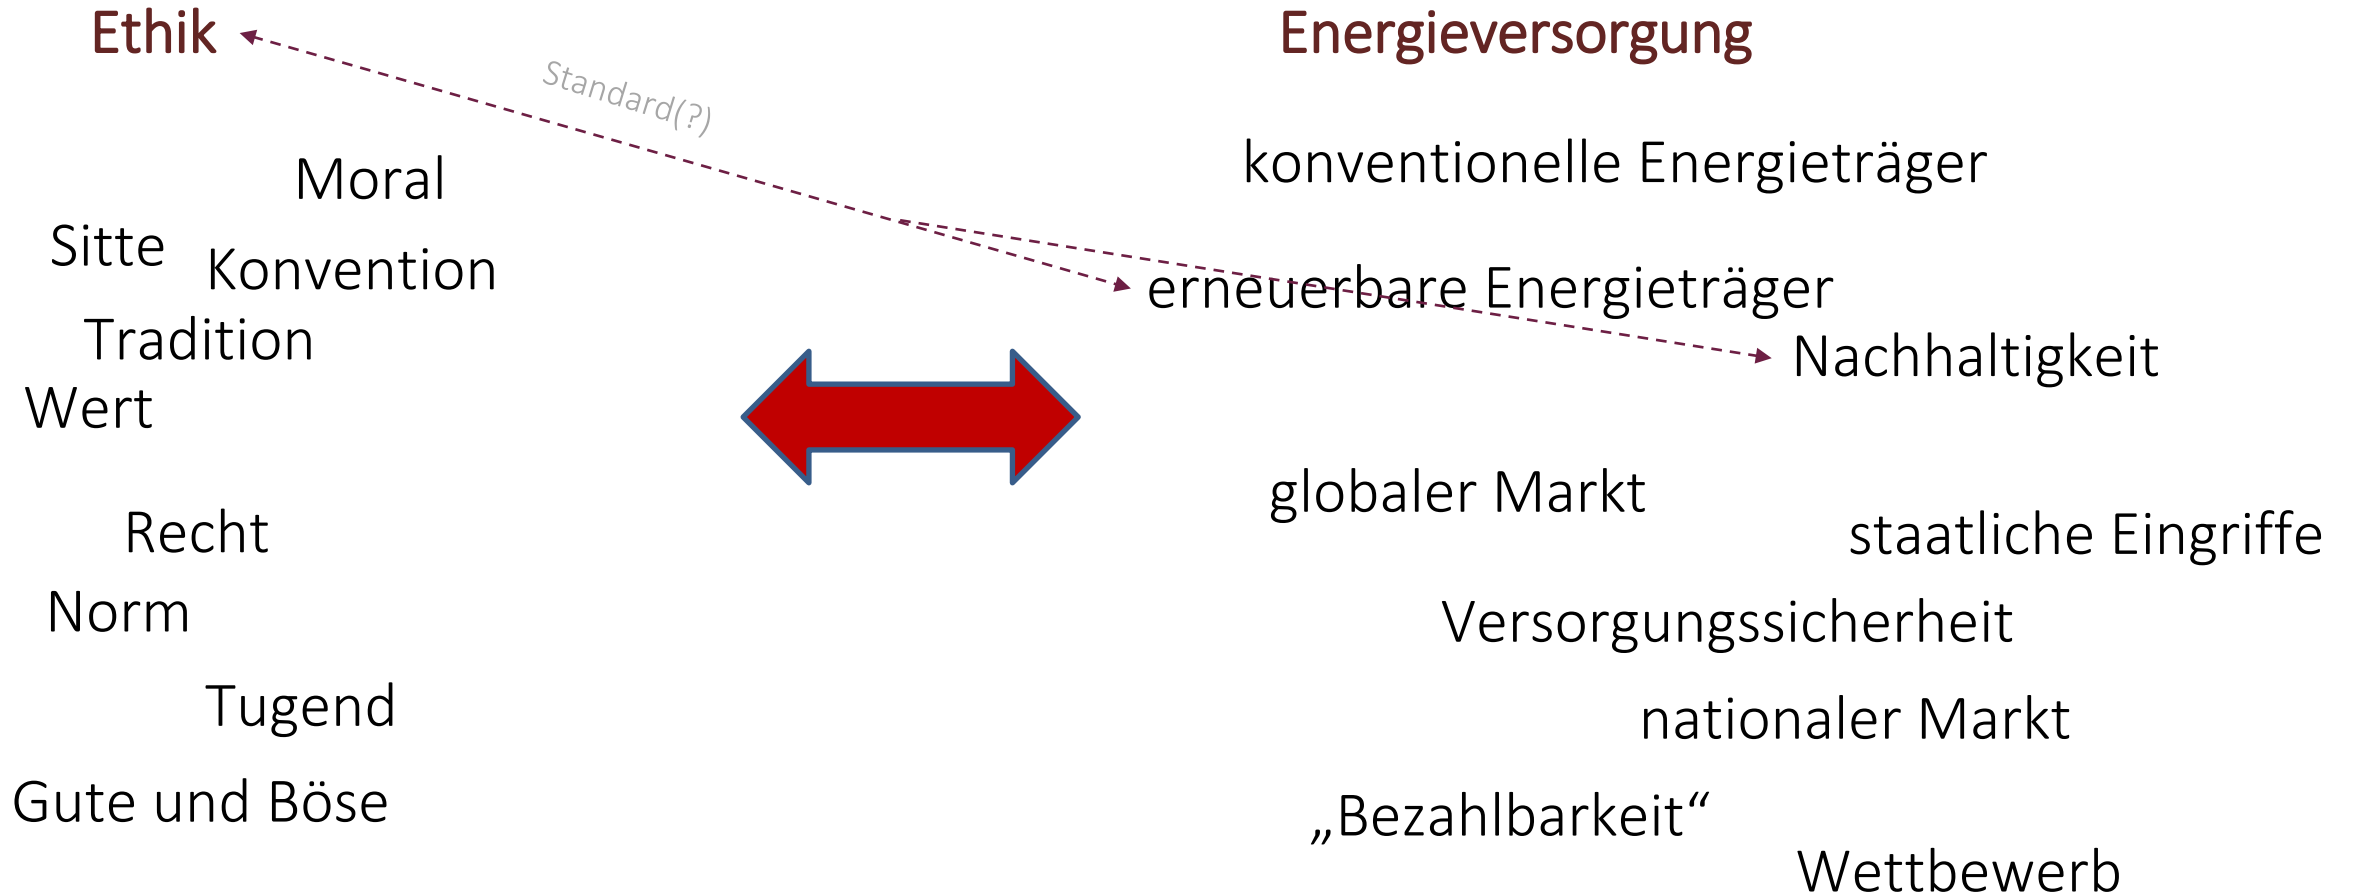 Ethik
Standard(?)
Moral
Sitte
Konvention
Tradition
Wert
Recht
Norm
Tugend
Gute und Böse
Energieversorgung
konventionelle Energieträger
erneuerbare Energieträger
Nachhaltigkeit
globaler Markt
staatliche Eingriffe
Versorgungssicherheit
nationaler Markt
„Bezahlbarkeit“
Wettbewerb